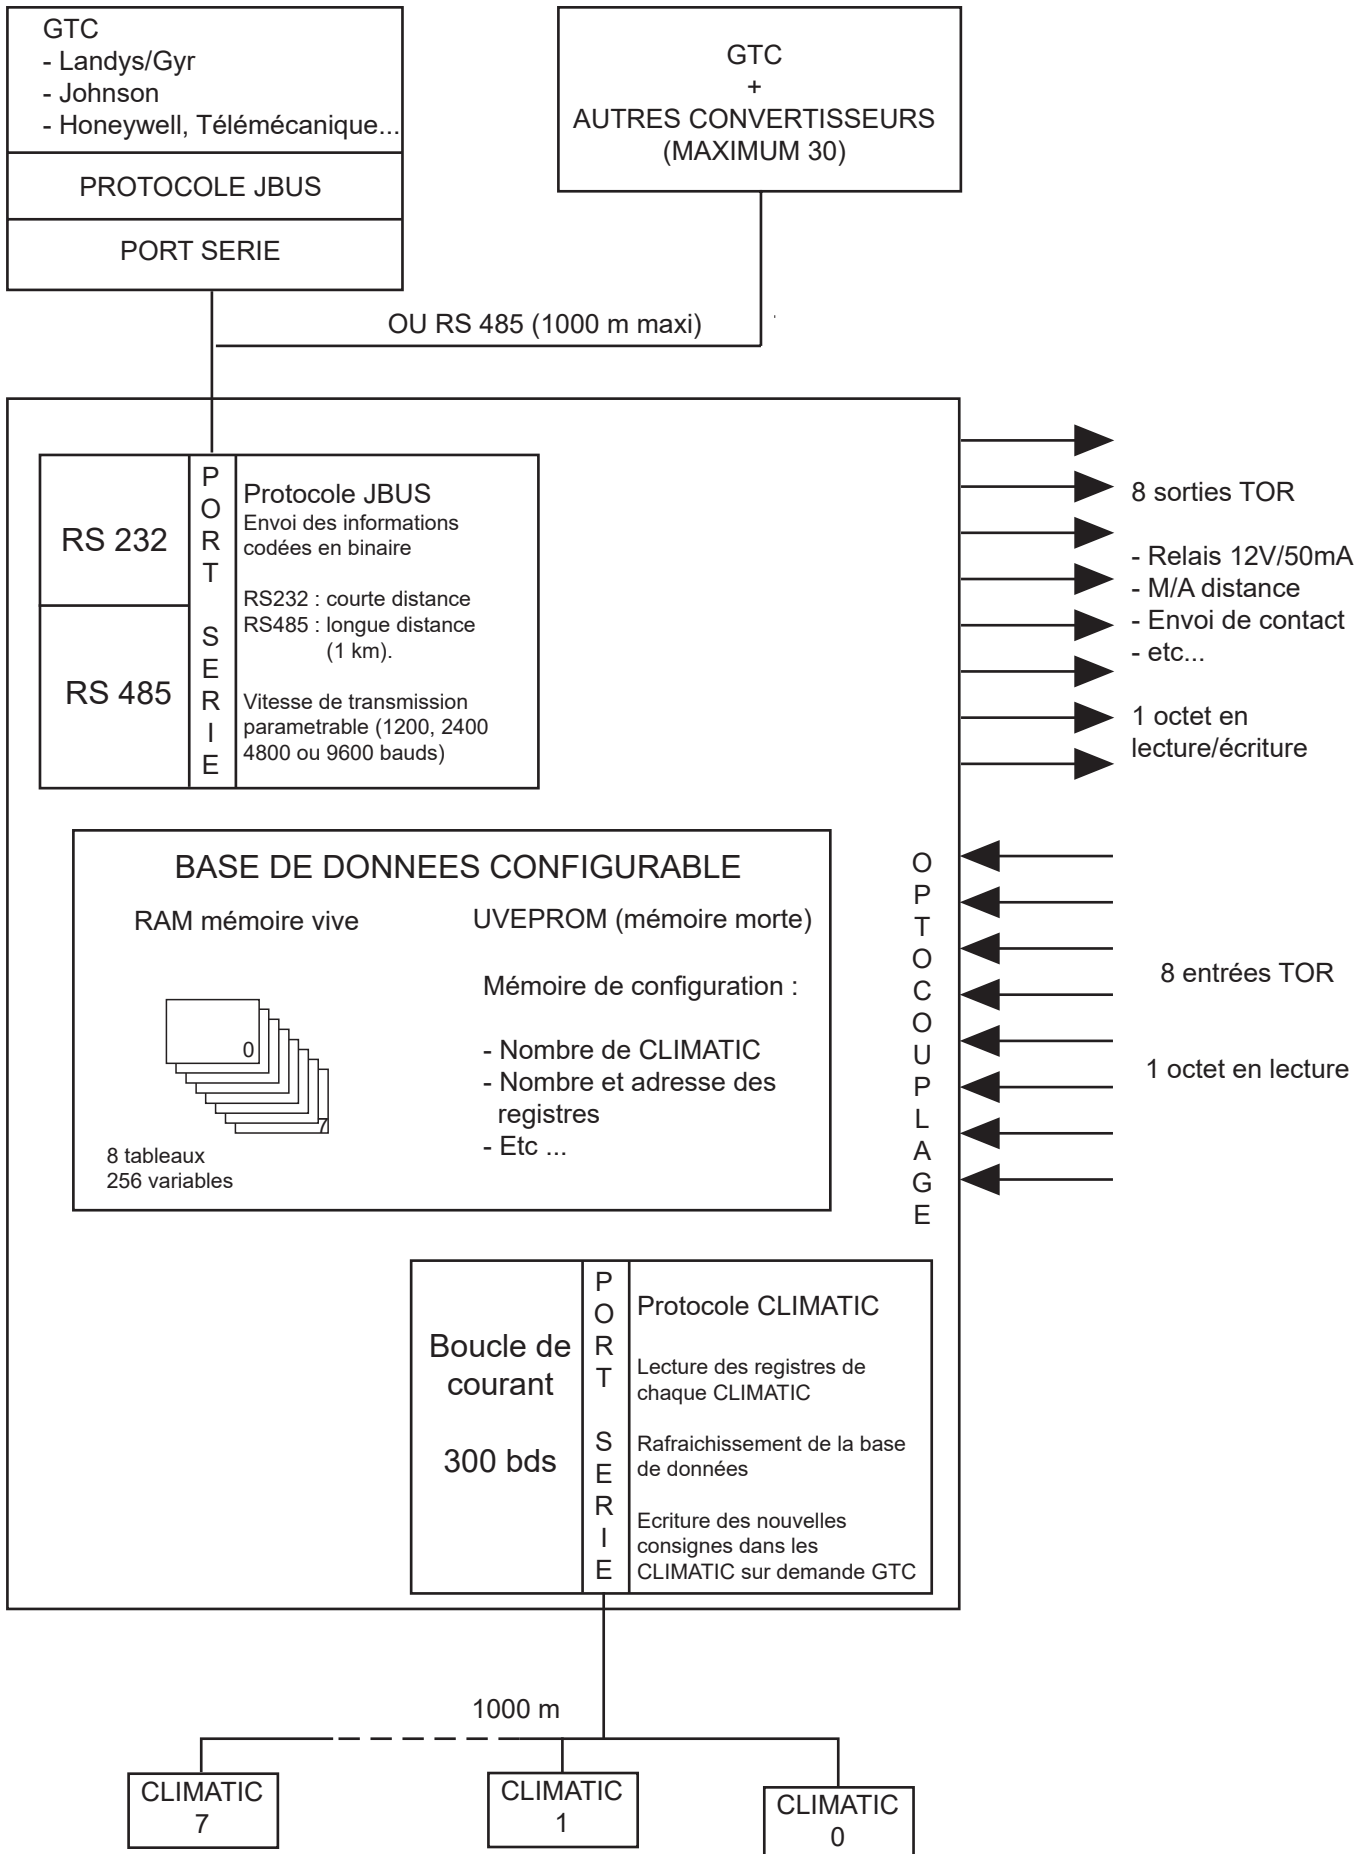 GTC
- Landys/Gyr
- Johnson
- Honeywell, Télémécanique...
PROTOCOLE JBUS
PORT SERIE
GTC
+
AUTRES CONVERTISSEURS
(MAXIMUM 30)
OU RS 485 (1000 m maxi)
RS 232
RS 485
PORT SERIE
Protocole JBUS
Envoi des informations
codées en binaire
RS232 : courte distance
RS485 : longue distance
(1 km).
Vitesse de transmission
parametrable (1200, 2400
4800 ou 9600 bauds)
8 sorties TOR
- Relais 12V/50mA
- M/A distance
- Envoi de contact
- etc...
1 octet en
lecture/écriture
BASE DE DONNEES CONFIGURABLE
RAM mémoire vive
0
7
8 tableaux
256 variables
UVEPROM (mémoire morte)
Mémoire de configuration :
- Nombre de CLIMATIC
- Nombre et adresse des
registres
- Etc ...
OPTOCOUPLAGE
8 entrées TOR
1 octet en lecture
Boucle de
courant
300 bds
PORT SERIE
Protocole CLIMATIC
Lecture des registres de
chaque CLIMATIC
Rafraichissement de la base
de données
Ecriture des nouvelles
consignes dans les
CLIMATIC sur demande GTC
1000 m
CLIMATIC
7
CLIMATIC
1
CLIMATIC
0